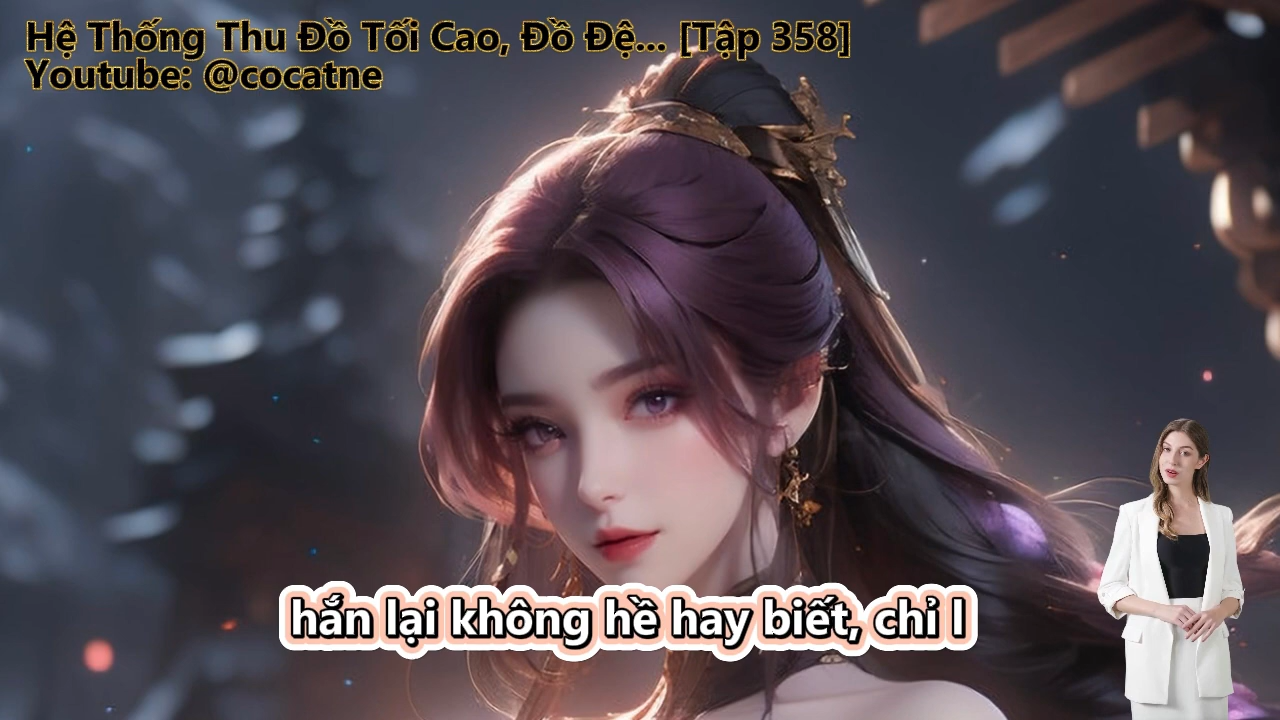 Hệ Thống Thu Đồ Tối Cao, Đồ Đệ... [Tập 358]
Youtube: @cocatne
hắn lại không hề hay biết, chỉ l